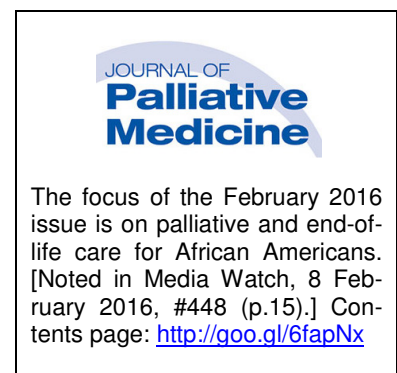 JOURNAL OF
Palliative
Medicine
The focus of the February 2016
issue is on palliative and end-of-
life care for African Americans.
[Noted in Media Watch, 8 Feb-
ruary 2016, #448 (p.15).] Con-
tents page: http://goo.gl/6fapNx